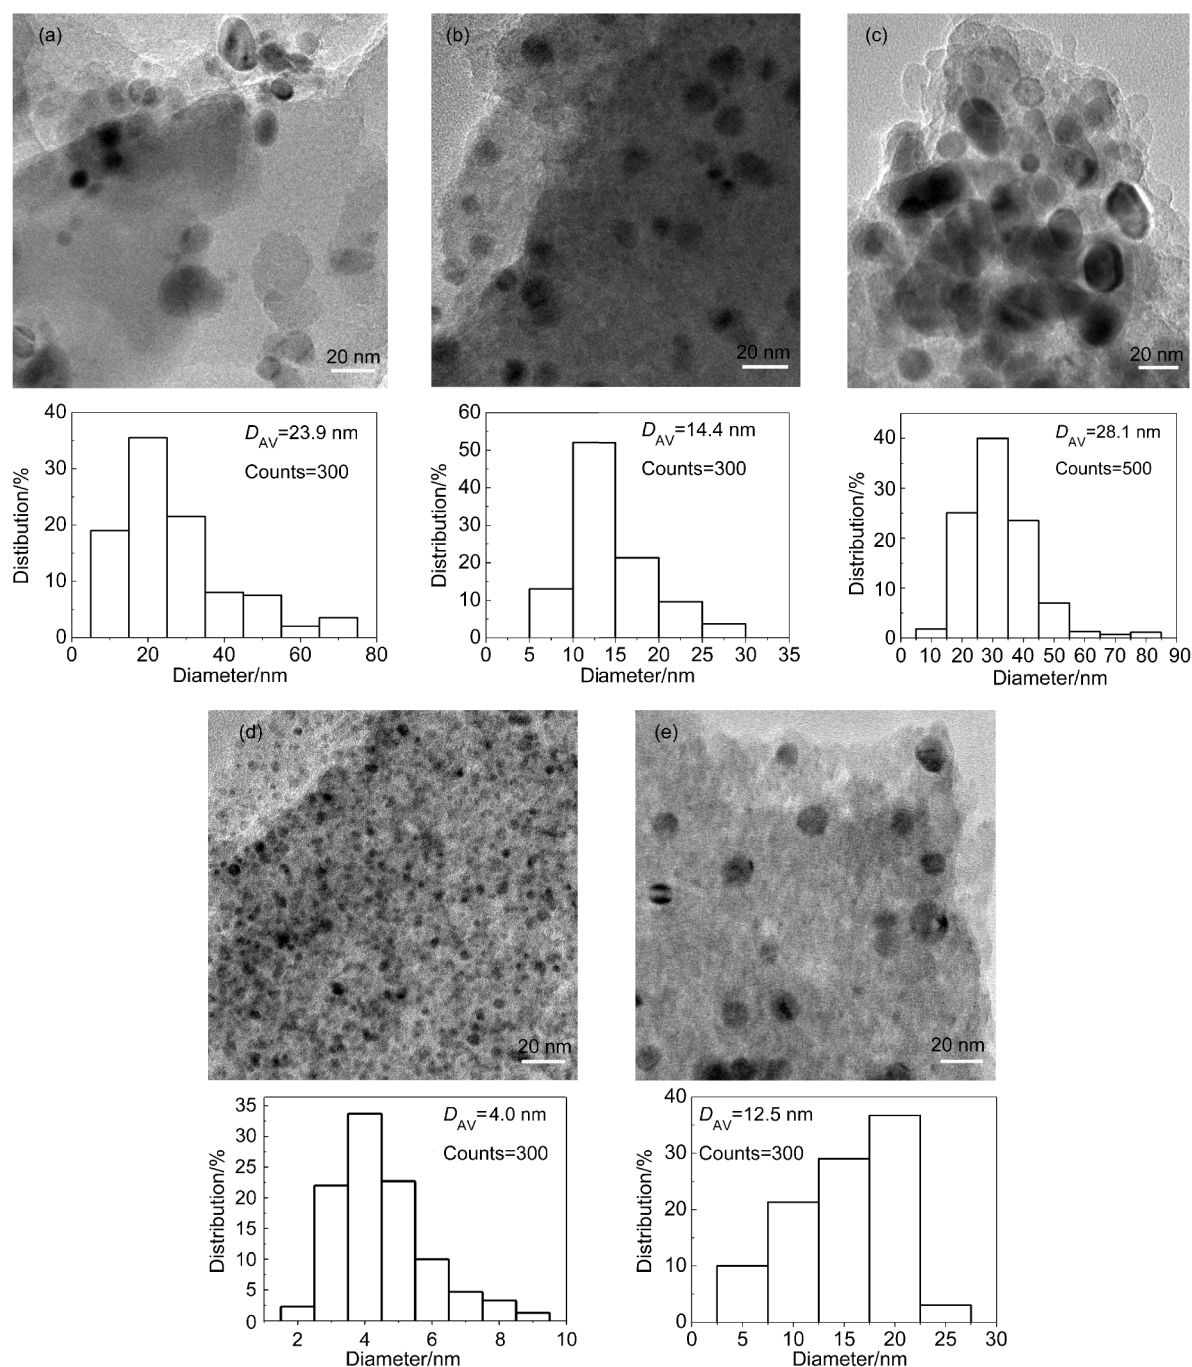 (a)
(b)
(c)
20 nm
20 nm
20 nm
Distibution/%
40
30
20
10
0
D_AV=23.9 nm
Counts=300
0 20 40 60 80
Diameter/nm
Distribution/%
60
50
40
30
20
10
0
D_AV=14.4 nm
Counts=300
0 5 10 15 20 25 30 35
Diameter/nm
Distribution/%
40
30
20
10
0
D_AV=28.1 nm
Counts=500
0 10 20 30 40 50 60 70 80 90
Diameter/nm
(d)
(e)
20 nm
20 nm
Distribution/%
35
30
25
20
15
10
5
0
D_AV=4.0 nm
Counts=300
2 4 6 8 10
Diameter/nm
Distribution/%
40
30
20
10
0
D_AV=12.5 nm
Counts=300
5 10 15 20 25 30
Diameter/nm